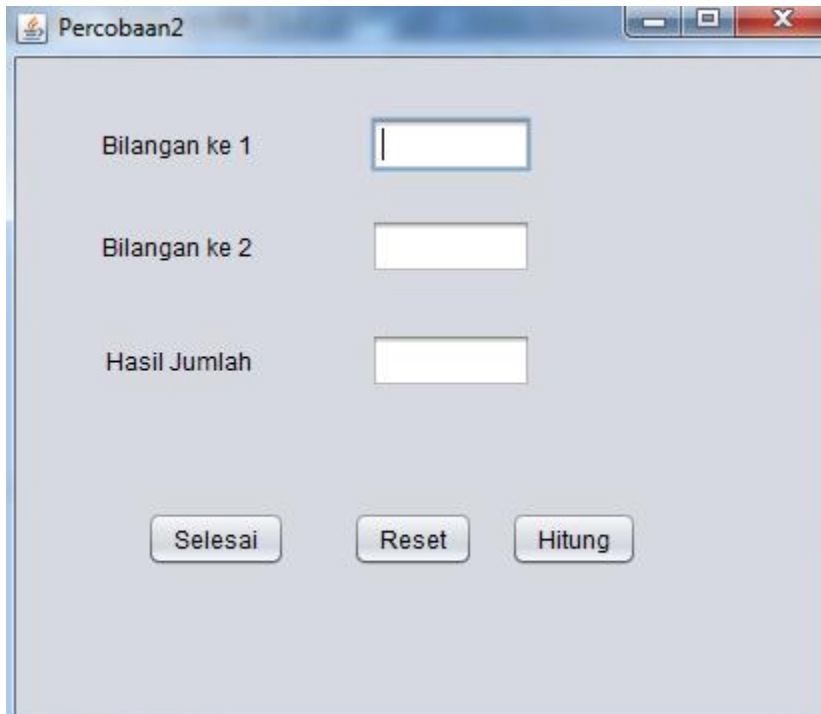 Percobaan2
Bilangan ke 1
Bilangan ke 2
Hasil Jumlah
Selesai Reset Hitung